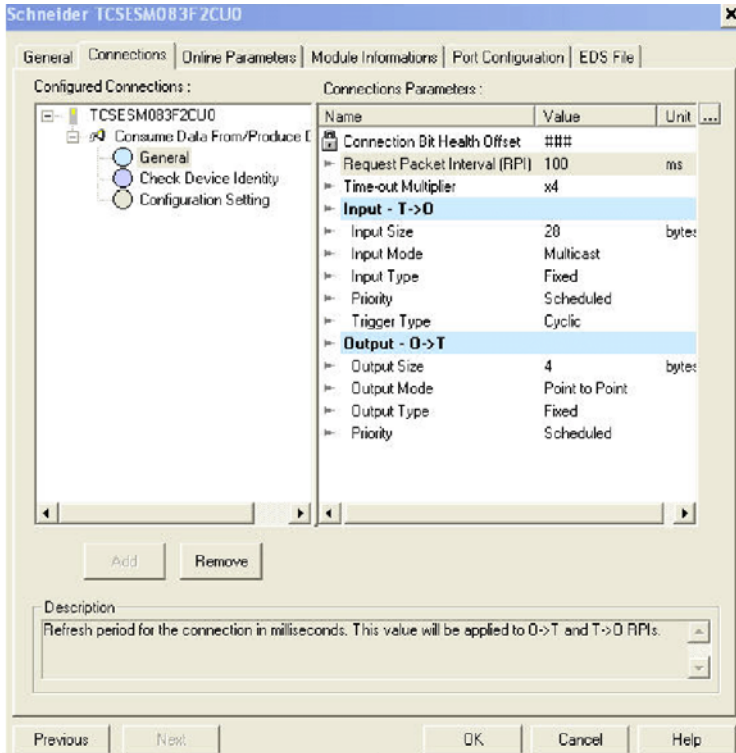 Schneider TCSESM083F2CU0
General Connections Online Parameters Module Informations Port Configuration EDS File
Configured Connections :
Connections Parameters :
TCSESM083F2CU0
Consume Data From/Produce D
General
Check Device Identity
Configuration Setting
Name Value Unit ...
Connection Bit Health Offset ###
Request Packet Interval (RPI) 100 ms
Time-out Multiplier x4
Input - T->O
Input Size 28 bytes
Input Mode Multicast
Input Type Fixed
Priority Scheduled
Trigger Type Cyclic
Output - O->T
Output Size 4 bytes
Output Mode Point to Point
Output Type Fixed
Priority Scheduled
Add Remove
Description
Refresh period for the connection in milliseconds. This value will be applied to O->T and T->O RPIs.
Previous Next OK Cancel Help